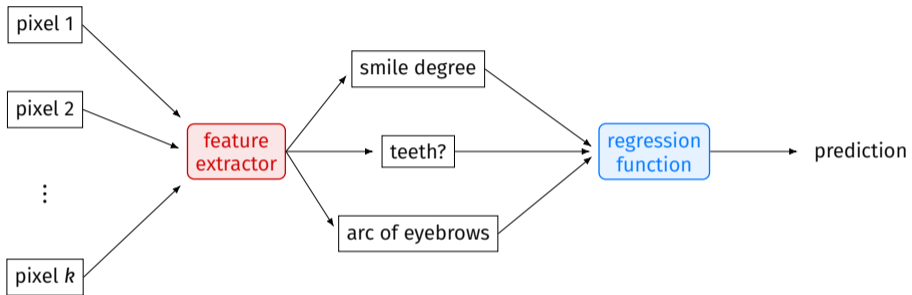 pixel 1
pixel 2
⋮
pixel k
feature
extractor
smile degree
teeth?
arc of eyebrows
regression
function
prediction